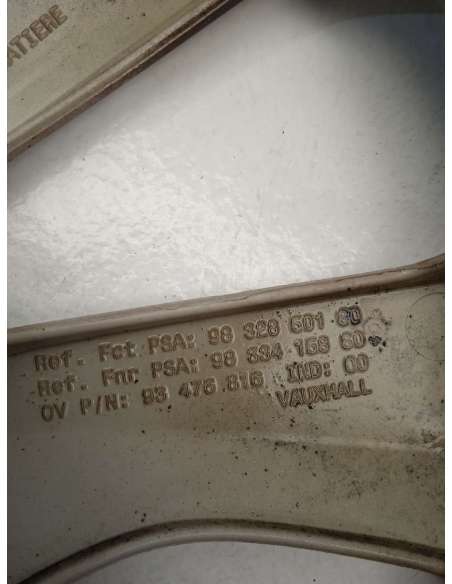 ATIERE
Ref. Fct PSA: 98 328 601 80
Ref. Fnr PSA: 98 334 158 80
OV P/N: 93 476 816 IND: 00
VAUXHALL